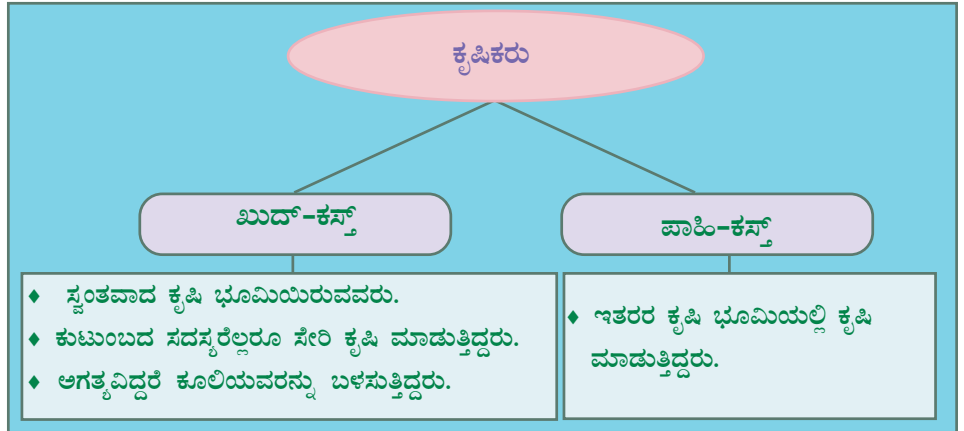 ಕೃಷಿಕರು
ಖುದ್-ಕಸ್ತ್
ಪಾಹಿ-ಕಸ್ತ್
♦ ಸ್ವಂತವಾದ ಕೃಷಿ ಭೂಮಿಯಿರುವವರು.
♦ ಕುಟುಂಬದ ಸದಸ್ಯರೆಲ್ಲರೂ ಸೇರಿ ಕೃಷಿ ಮಾಡುತ್ತಿದ್ದರು.
♦ ಅಗತ್ಯವಿದ್ದರೆ ಕೂಲಿಯವರನ್ನು ಬಳಸುತ್ತಿದ್ದರು.
♦ ಇತರರ ಕೃಷಿ ಭೂಮಿಯಲ್ಲಿ ಕೃಷಿ
ಮಾಡುತ್ತಿದ್ದರು.